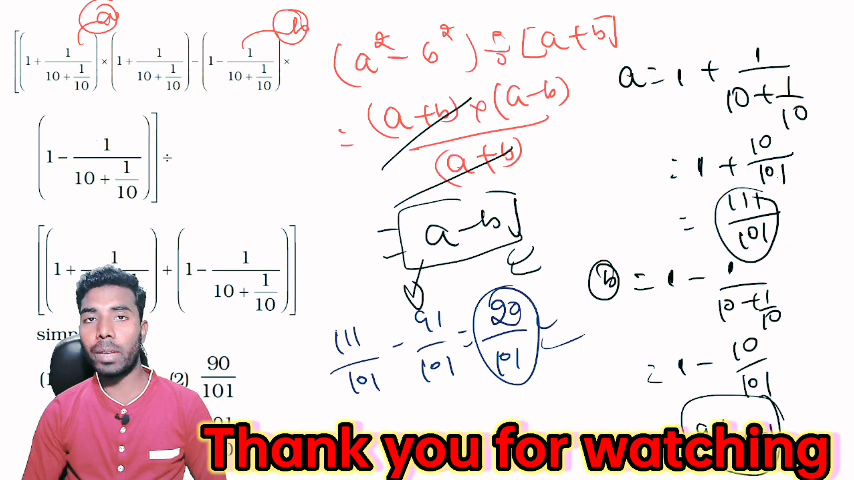 [(1 + 1/(10 + 1/10)) × (1 + 1/(10 + 1/10)) − (1 − 1/(10 + 1/10)) ×
(1 − 1/(10 + 1/10))] ÷
[(1 + 1/(10 + 1/10)) + (1 − 1/(10 + 1/10))]
simp
(1)
(2) 90/101
a
b
(a² − b²) ÷ [a+b]
= (a+b) × (a−b) / (a+b)
= a−b
111/101 − 91/101 = 20/101
a = 1 + 1/(10 + 1/10)
= 1 + 10/101
= 111/101
b = 1 − 1/(10 + 1/10)
= 1 − 10/101
Thank you for watching